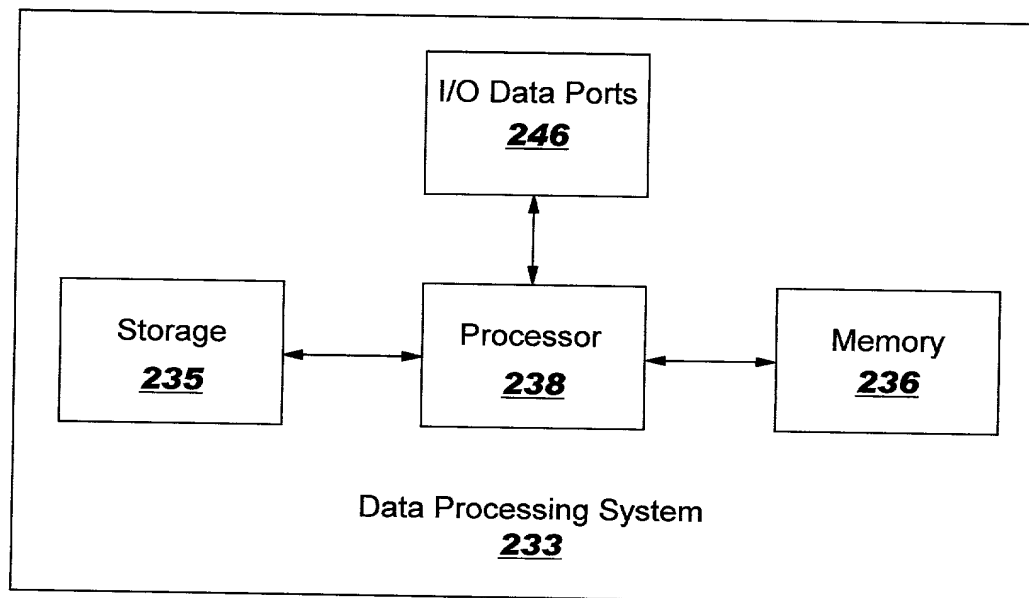 I/O Data Ports
246
Storage
235
Processor
238
Memory
236
Data Processing System
233